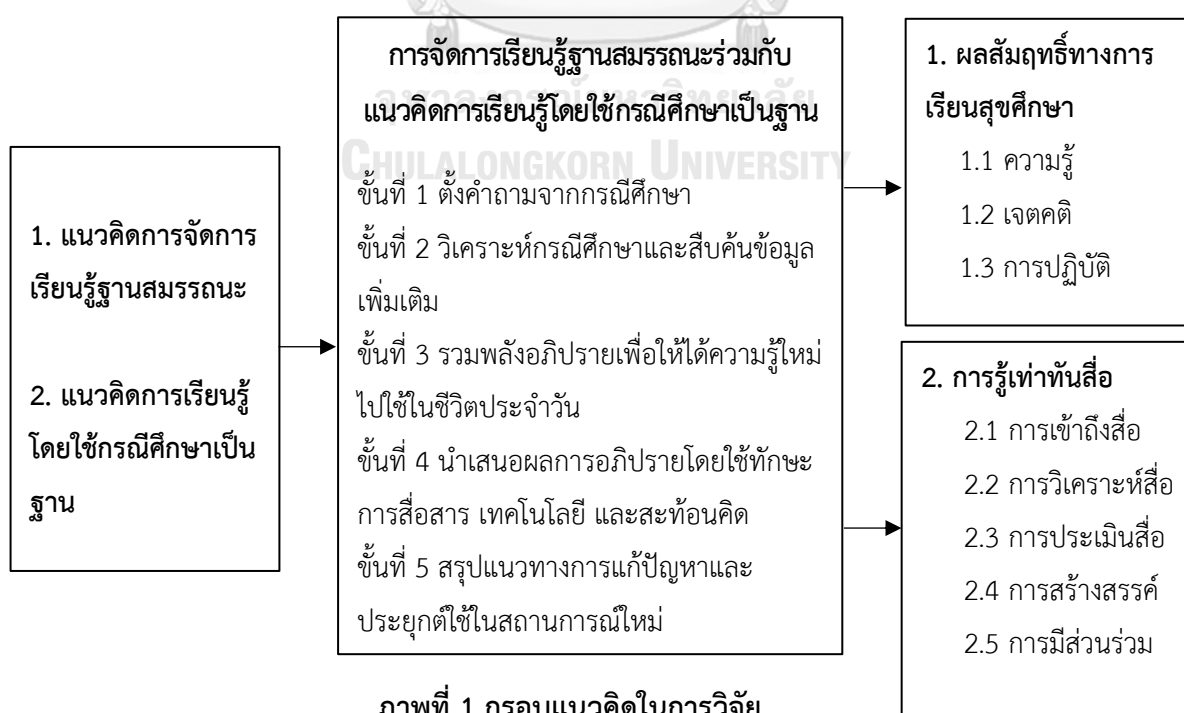 1. แนวคิดการจัดการ
เรียนรู้ฐานสมรรถนะ
2. แนวคิดการเรียนรู้
โดยใช้กรณีศึกษาเป็น
ฐาน
การจัดการเรียนรู้ฐานสมรรถนะร่วมกับ
แนวคิดการเรียนรู้โดยใช้กรณีศึกษาเป็นฐาน
จุฬาลงกรณ์มหาวิทยาลัย
CHULALONGKORN UNIVERSITY
ขั้นที่ 1 ตั้งคำถามจากกรณีศึกษา
ขั้นที่ 2 วิเคราะห์กรณีศึกษาและสืบค้นข้อมูล
เพิ่มเติม
ขั้นที่ 3 รวมพลังอภิปรายเพื่อให้ได้ความรู้ใหม่
ไปใช้ในชีวิตประจำวัน
ขั้นที่ 4 นำเสนอผลการอภิปรายโดยใช้ทักษะ
การสื่อสาร เทคโนโลยี และสะท้อนคิด
ขั้นที่ 5 สรุปแนวทางการแก้ปัญหาและ
ประยุกต์ใช้ในสถานการณ์ใหม่
1. ผลสัมฤทธิ์ทางการ
เรียนสุขศึกษา
1.1 ความรู้
1.2 เจตคติ
1.3 การปฏิบัติ
2. การรู้เท่าทันสื่อ
2.1 การเข้าถึงสื่อ
2.2 การวิเคราะห์สื่อ
2.3 การประเมินสื่อ
2.4 การสร้างสรรค์
2.5 การมีส่วนร่วม
ภาพที่ 1 กรอบแนวคิดในการวิจัย